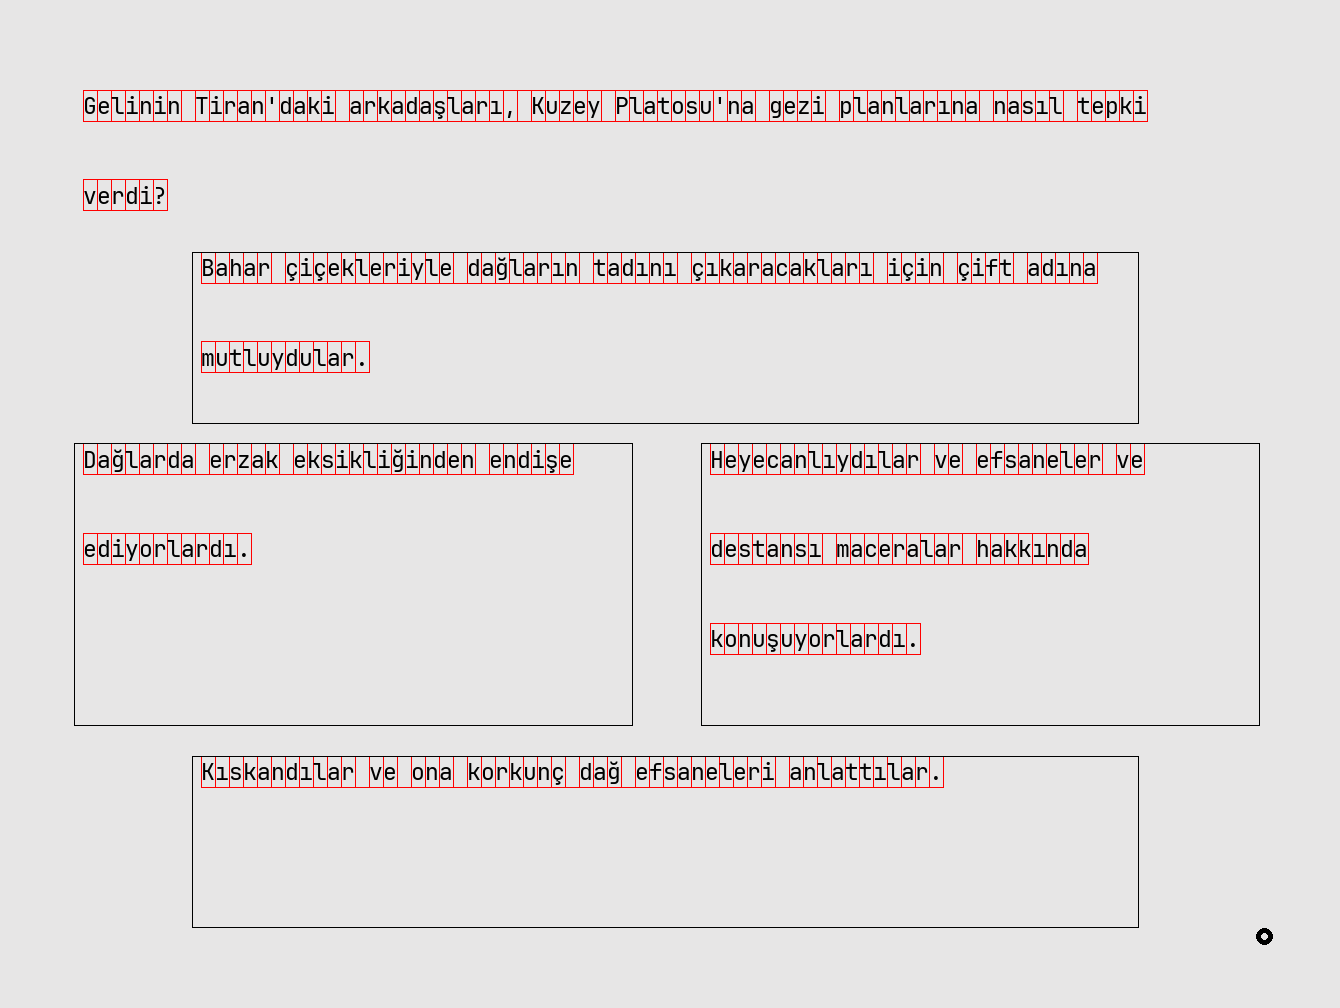 Gelinin Tiran'daki arkadaşları, Kuzey Platosu'na gezi planlarına nasıl tepki
verdi?
Bahar çiçekleriyle dağların tadını çıkaracakları için çift adına
mutluydular.
Dağlarda erzak eksikliğinden endişe
ediyorlardı.
Heyecanlıydılar ve efsaneler ve
destansı maceralar hakkında
konuşuyorlardı.
Kıskandılar ve ona korkunç dağ efsaneleri anlattılar.